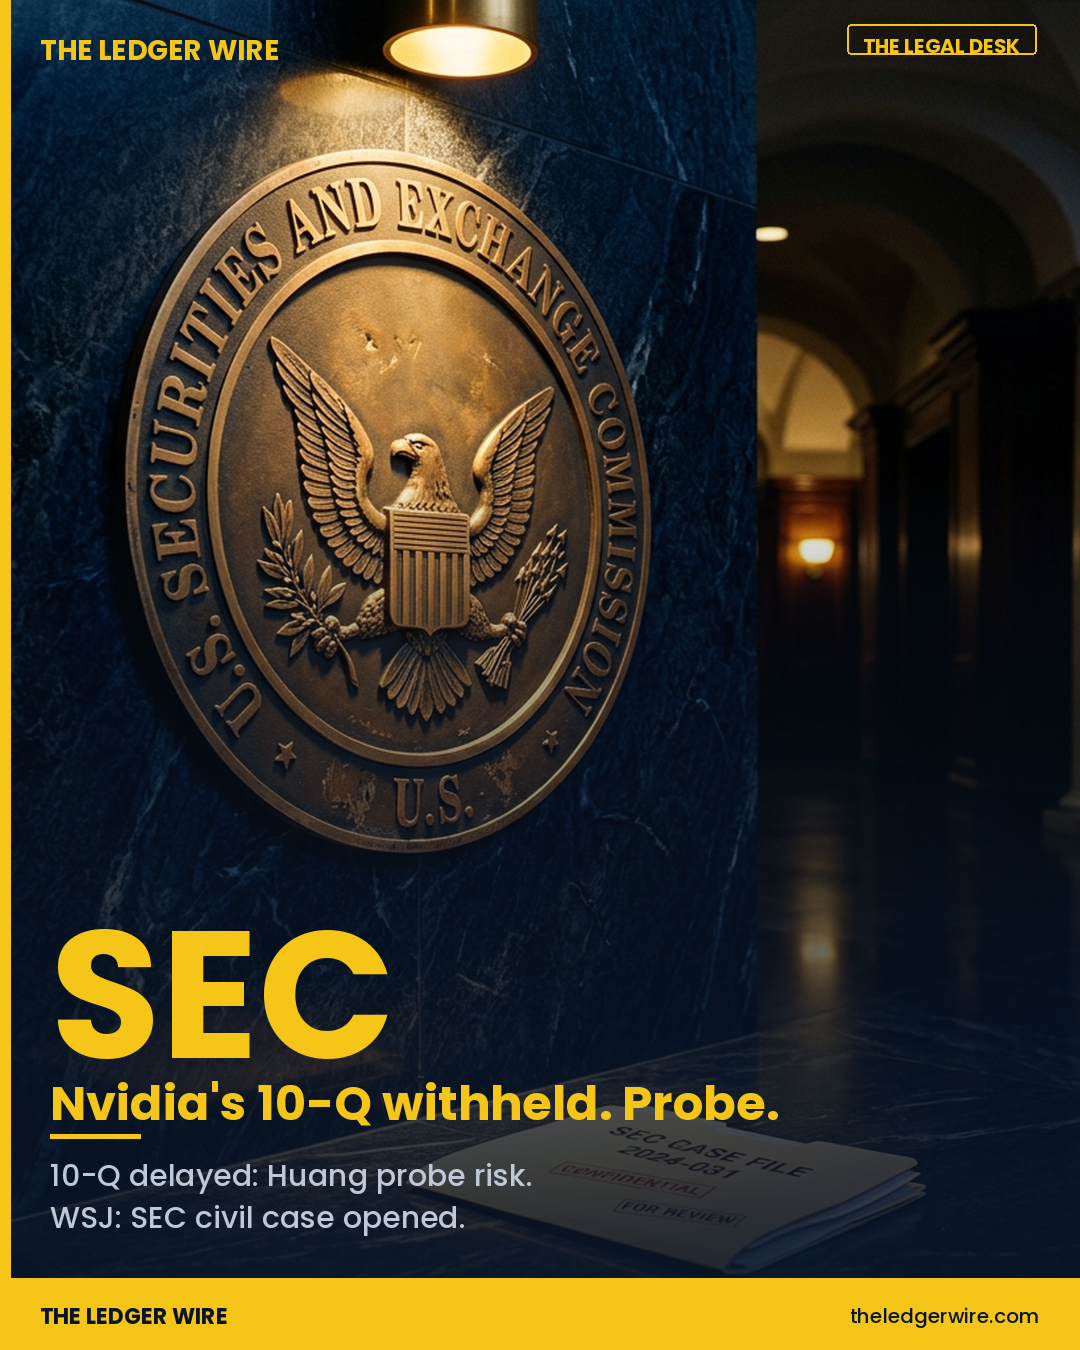 THE LEDGER WIRE
THE LEGAL DESK
U.S. SECURITIES AND EXCHANGE COMMISSION
U.S.
SEC
Nvidia's 10-Q withheld. Probe.
10-Q delayed: Huang probe risk.
WSJ: SEC civil case opened.
SEC CASE FILE
2024-031
CONFIDENTIAL
FOR REVIEW
THE LEDGER WIRE
theledgerwire.com